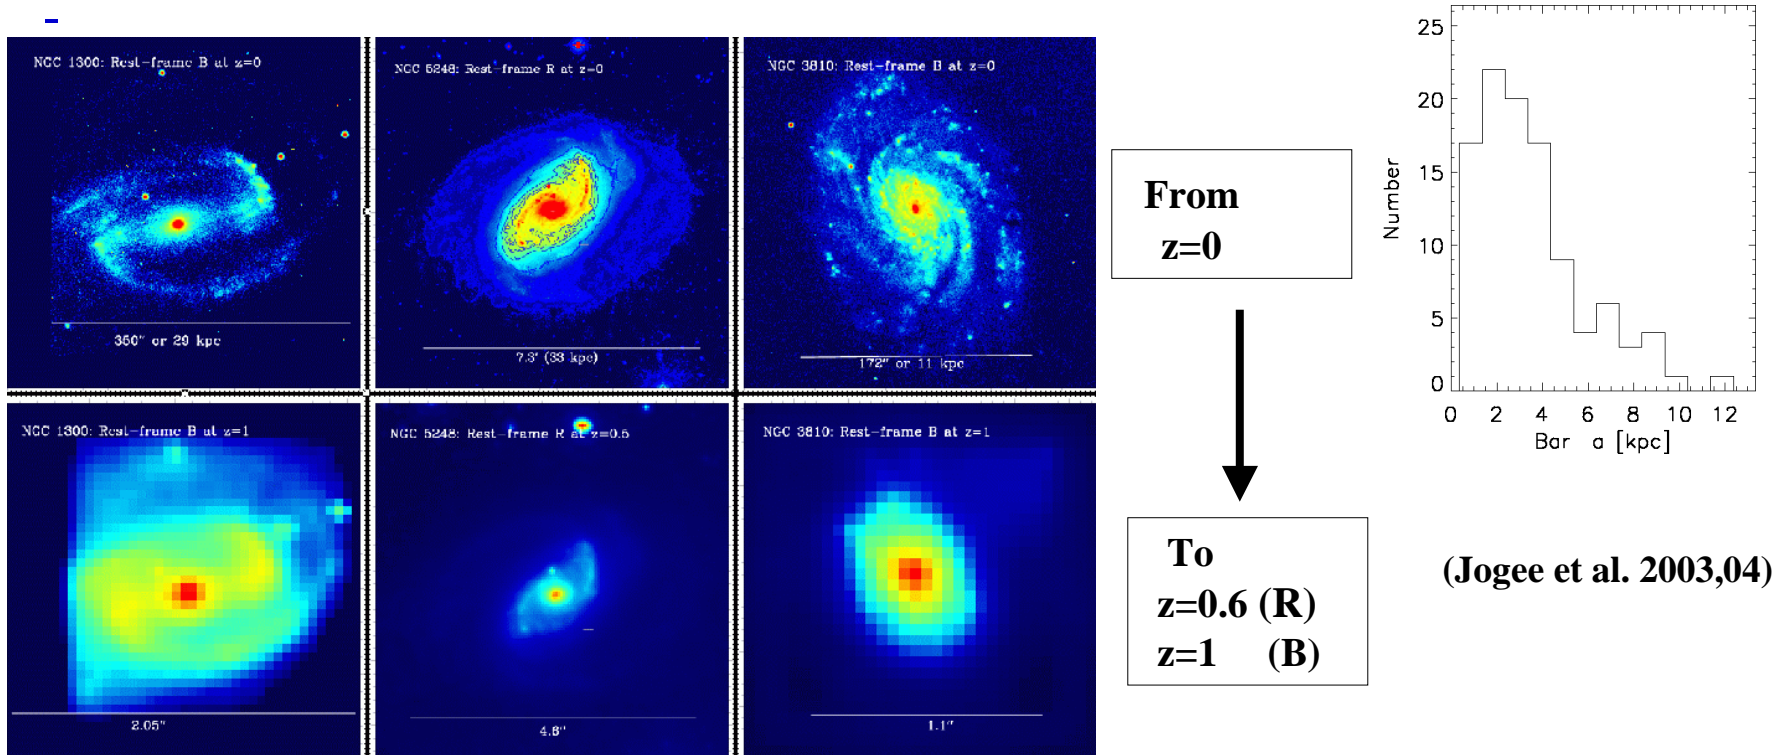 NGC 1300: Rest-frame B at z=0
350" or 29 kpc
NGC 5248: Rest-frame R at z=0
7.3' (33 kpc)
NGC 3810: Rest-frame B at z=0
172" or 11 kpc
NGC 1300: Rest-frame B at z=1
2.05"
NGC 5248: Rest-frame R at z=0.5
4.8"
NGC 3810: Rest-frame B at z=1
1.1"
From
z=0
To
z=0.6 (R)
z=1 (B)
25
20
15
10
5
0
Number
0 2 4 6 8 10 12
Bar a [kpc]
(Jogee et al. 2003,04)